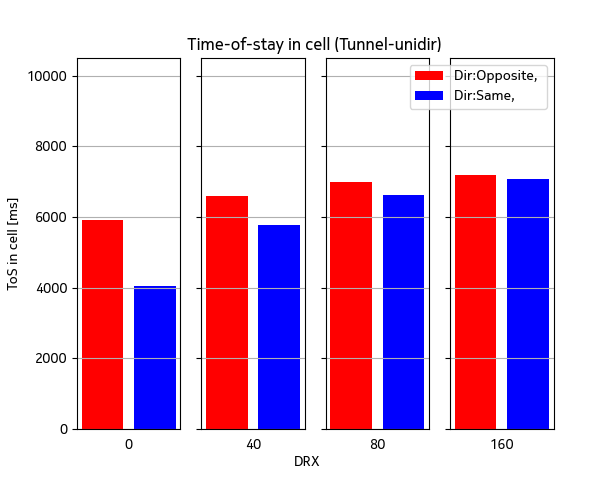 Time-of-stay in cell (Tunnel-unidir)
Dir:Opposite,
Dir:Same,
ToS in cell [ms]
10000
8000
6000
4000
2000
0
0 40 80 160
DRX